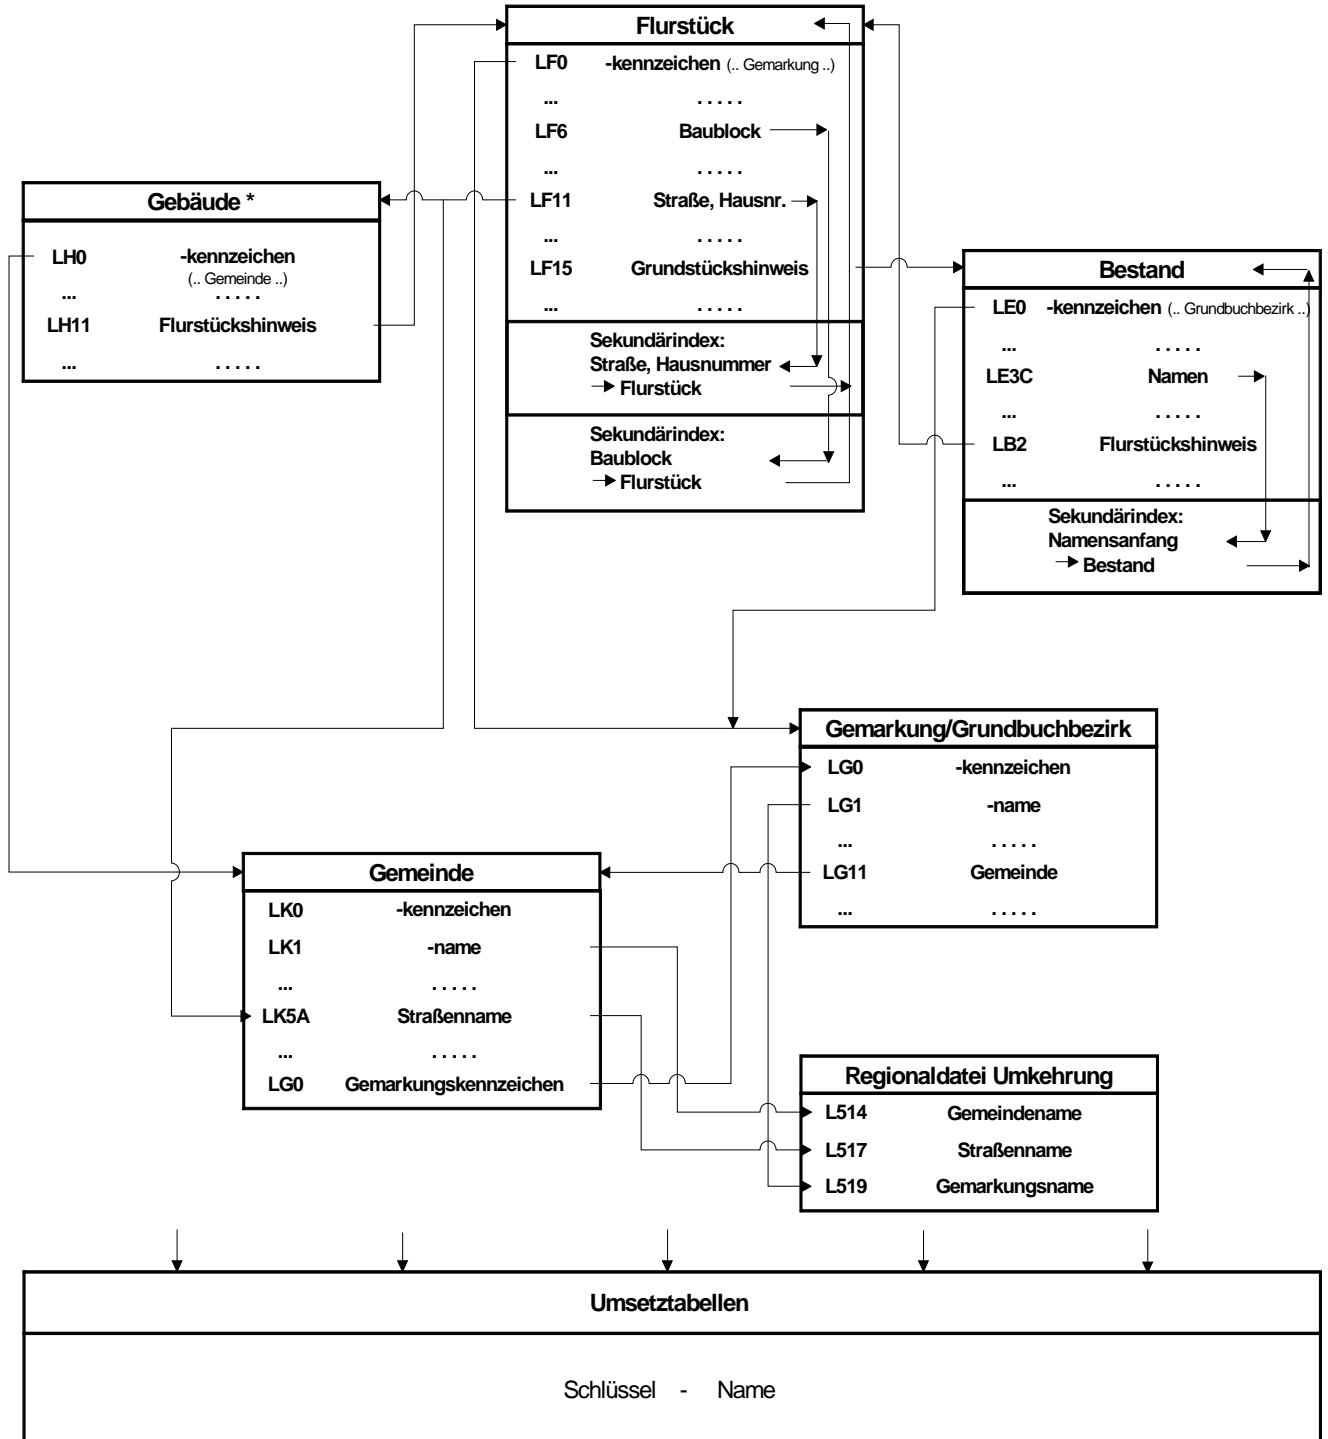 Flurstück
LF0 -kennzeichen (.. Gemarkung ..)
... . . . . .
LF6 Baublock
... . . . . .
LF11 Straße, Hausnr.
... . . . . .
LF15 Grundstückshinweis
... . . . . .
Sekundärindex:
Straße, Hausnummer
Flurstück
Sekundärindex:
Baublock
Flurstück
Gebäude *
LH0 -kennzeichen
(.. Gemeinde ..)
... . . . . .
LH11 Flurstückshinweis
... . . . . .
Bestand
LE0 -kennzeichen (.. Grundbuchbezirk ..)
... . . . . .
LE3C Namen
... . . . . .
LB2 Flurstückshinweis
... . . . . .
Sekundärindex:
Namensanfang
Bestand
Gemarkung/Grundbuchbezirk
LG0 -kennzeichen
LG1 -name
... . . . . .
LG11 Gemeinde
... . . . . .
Gemeinde
LK0 -kennzeichen
LK1 -name
... . . . . .
LK5A Straßenname
... . . . . .
LG0 Gemarkungskennzeichen
Regionaldatei Umkehrung
L514 Gemeindename
L517 Straßenname
L519 Gemarkungsname
Umsetztabellen
Schlüssel - Name